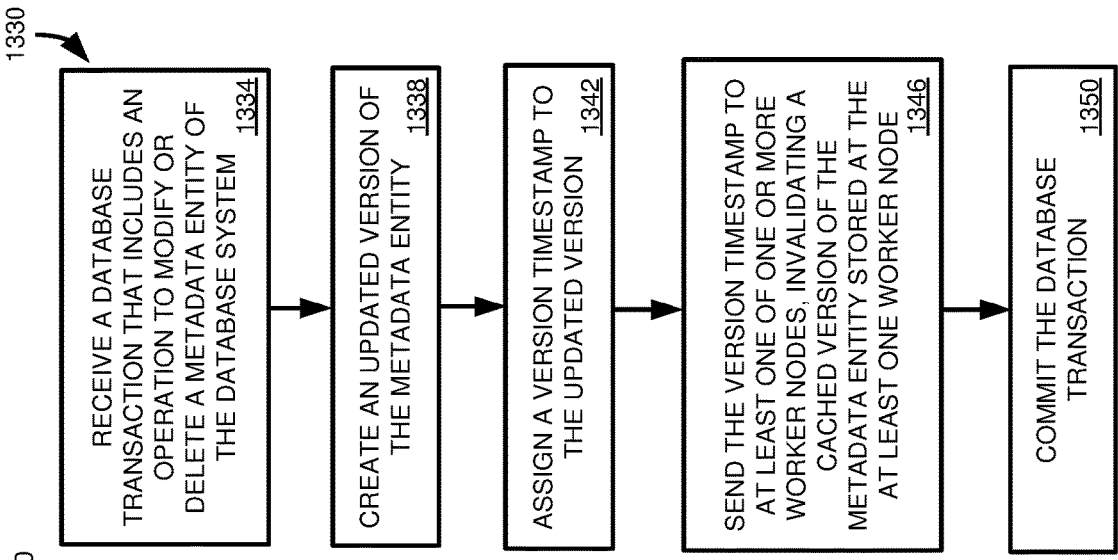 1330
RECEIVE A DATABASE
TRANSACTION THAT INCLUDES AN
OPERATION TO MODIFY OR
DELETE A METADATA ENTITY OF
THE DATABASE SYSTEM
1334
CREATE AN UPDATED VERSION OF
THE METADATA ENTITY
1338
ASSIGN A VERSION TIMESTAMP TO
THE UPDATED VERSION
1342
SEND THE VERSION TIMESTAMP TO
AT LEAST ONE OF ONE OR MORE
WORKER NODES, INVALIDATING A
CACHED VERSION OF THE
METADATA ENTITY STORED AT THE
AT LEAST ONE WORKER NODE
1346
COMMIT THE DATABASE
TRANSACTION
1350